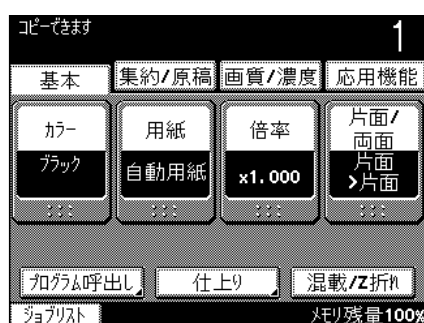 コピーできます
1
基本 集約/原稿 画質/濃度 応用機能
カラー 用紙 倍率 片面/
両面
ブラック 自動用紙 x1.000 片面
>片面
プログラム呼出し 仕上り 混載/Z折れ
ジョブリスト メモリ残量100%